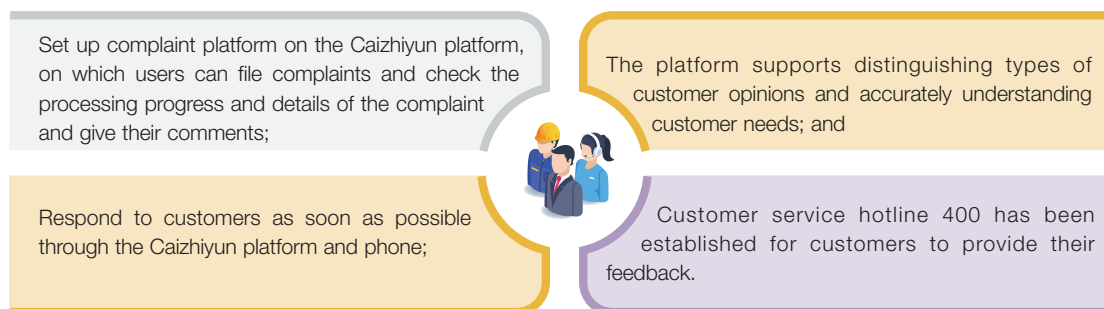 Set up complaint platform on the Caizhiyun platform,
on which users can file complaints and check the
processing progress and details of the complaint
and give their comments;
The platform supports distinguishing types of
customer opinions and accurately understanding
customer needs; and
Respond to customers as soon as possible
through the Caizhiyun platform and phone;
Customer service hotline 400 has been
established for customers to provide their
feedback.